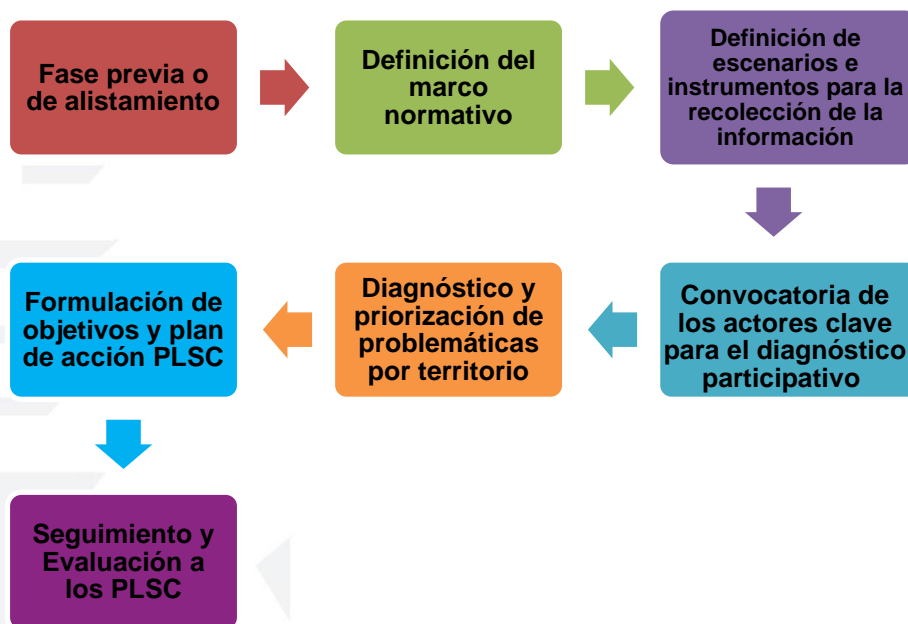 Fase previa o
de alistamiento
Definición del
marco
normativo
Definición de
escenarios e
instrumentos para la
recolección de la
información
Convocatoria de
los actores clave
para el diagnóstico
participativo
Diagnóstico y
priorización de
problemáticas
por territorio
Formulación de
objetivos y plan
de acción PLSC
Seguimiento y
Evaluación a
los PLSC